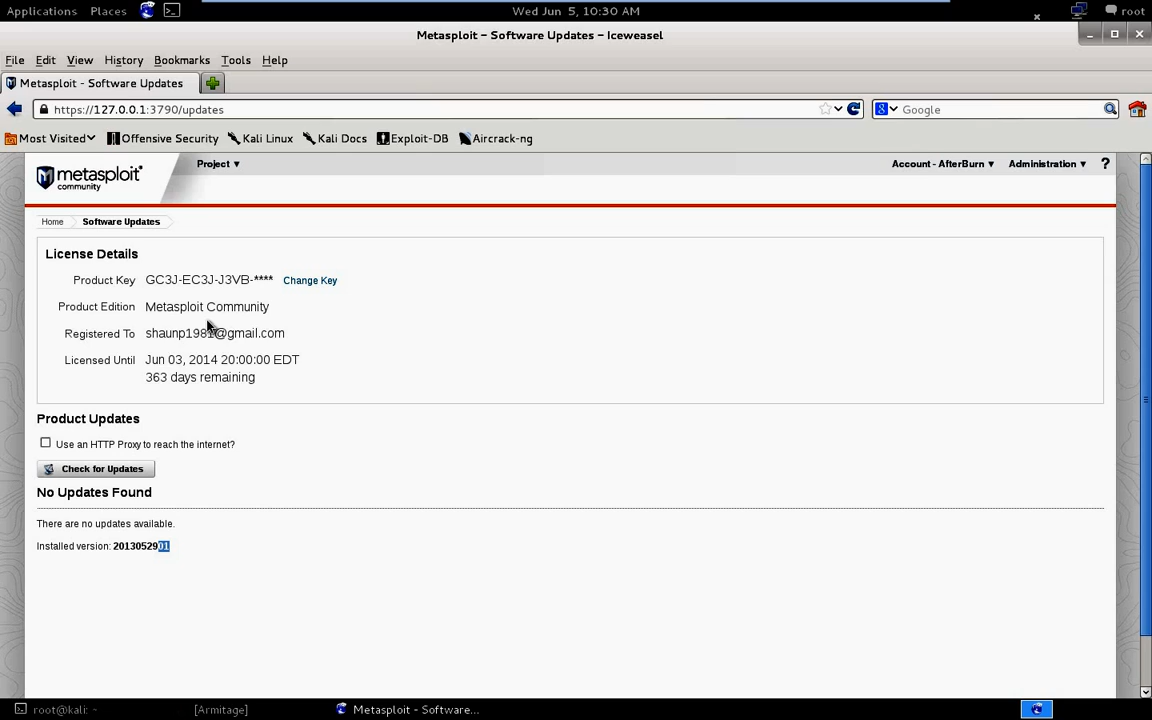 Applications Places Wed Jun 5, 10:30 AM root
Metasploit - Software Updates - Iceweasel
File Edit View History Bookmarks Tools Help
Metasploit - Software Updates
https://127.0.0.1:3790/updates Google
Most Visited Offensive Security Kali Linux Kali Docs Exploit-DB Aircrack-ng
metasploit community
Project ▼ Account - AfterBurn ▼ Administration ▼ ?
Home Software Updates
License Details
Product Key GC3J-EC3J-J3VB-**** Change Key
Product Edition Metasploit Community
Registered To
Licensed Until Jun 03, 2014 20:00:00 EDT
363 days remaining
Product Updates
Use an HTTP Proxy to reach the internet?
Check for Updates
No Updates Found
There are no updates available.
Installed version: 2013052901
root@kali: ~ [Armitage] Metasploit - Software...